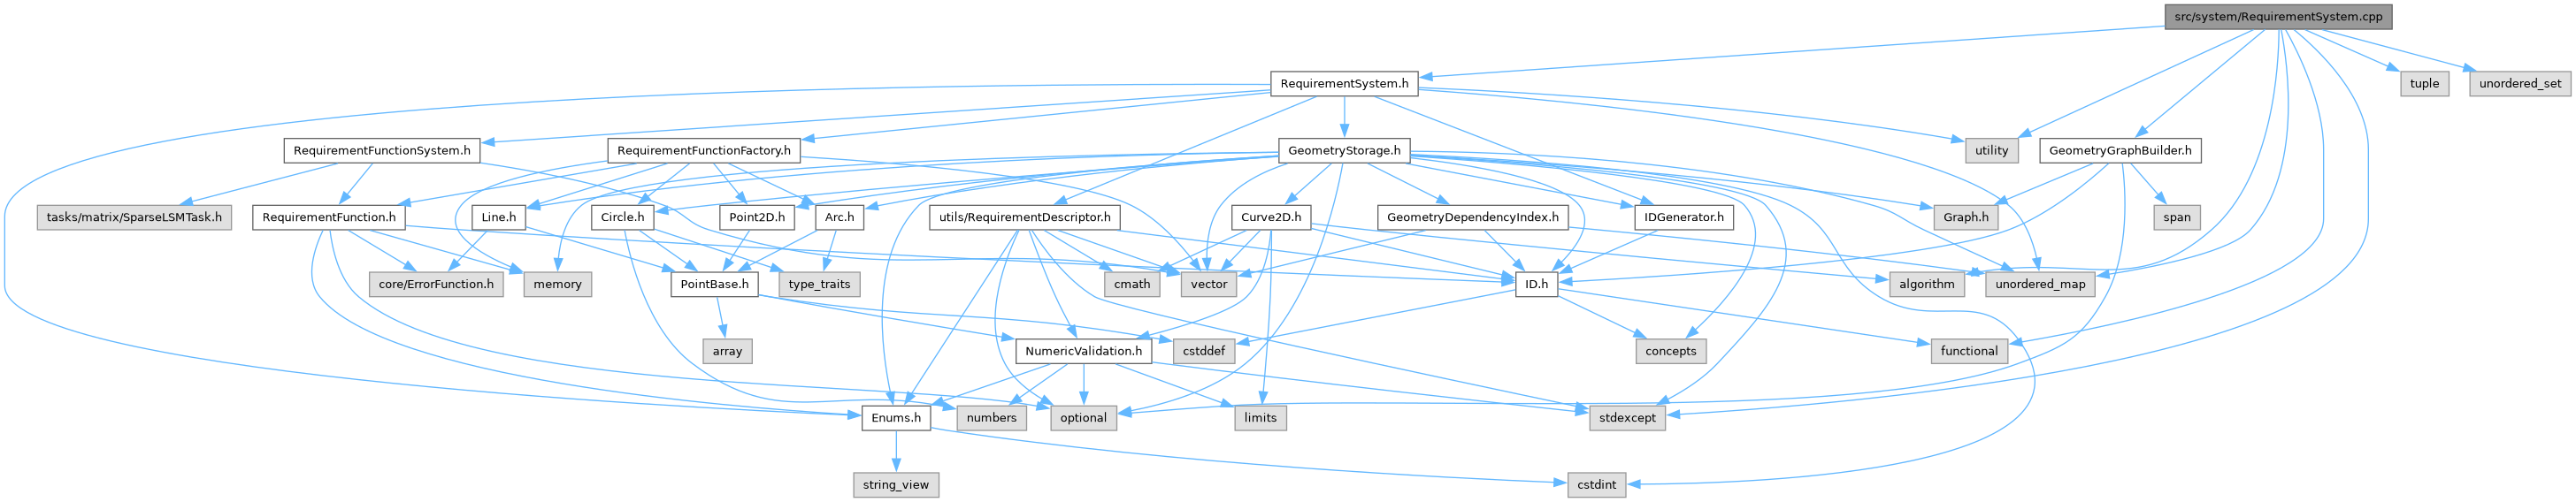 src/system/RequirementSystem.cpp
RequirementSystem.h
tuple
unordered_set
RequirementFunctionSystem.h
RequirementFunctionFactory.h
GeometryStorage.h
utility
GeometryGraphBuilder.h
tasks/matrix/SparseLSMTask.h
RequirementFunction.h
Line.h
Circle.h
Point2D.h
Arc.h
utils/RequirementDescriptor.h
Curve2D.h
GeometryDependencyIndex.h
IDGenerator.h
Graph.h
span
core/ErrorFunction.h
memory
PointBase.h
type_traits
cmath
vector
ID.h
algorithm
unordered_map
array
NumericValidation.h
cstddef
concepts
functional
Enums.h
numbers
optional
limits
stdexcept
string_view
cstdint